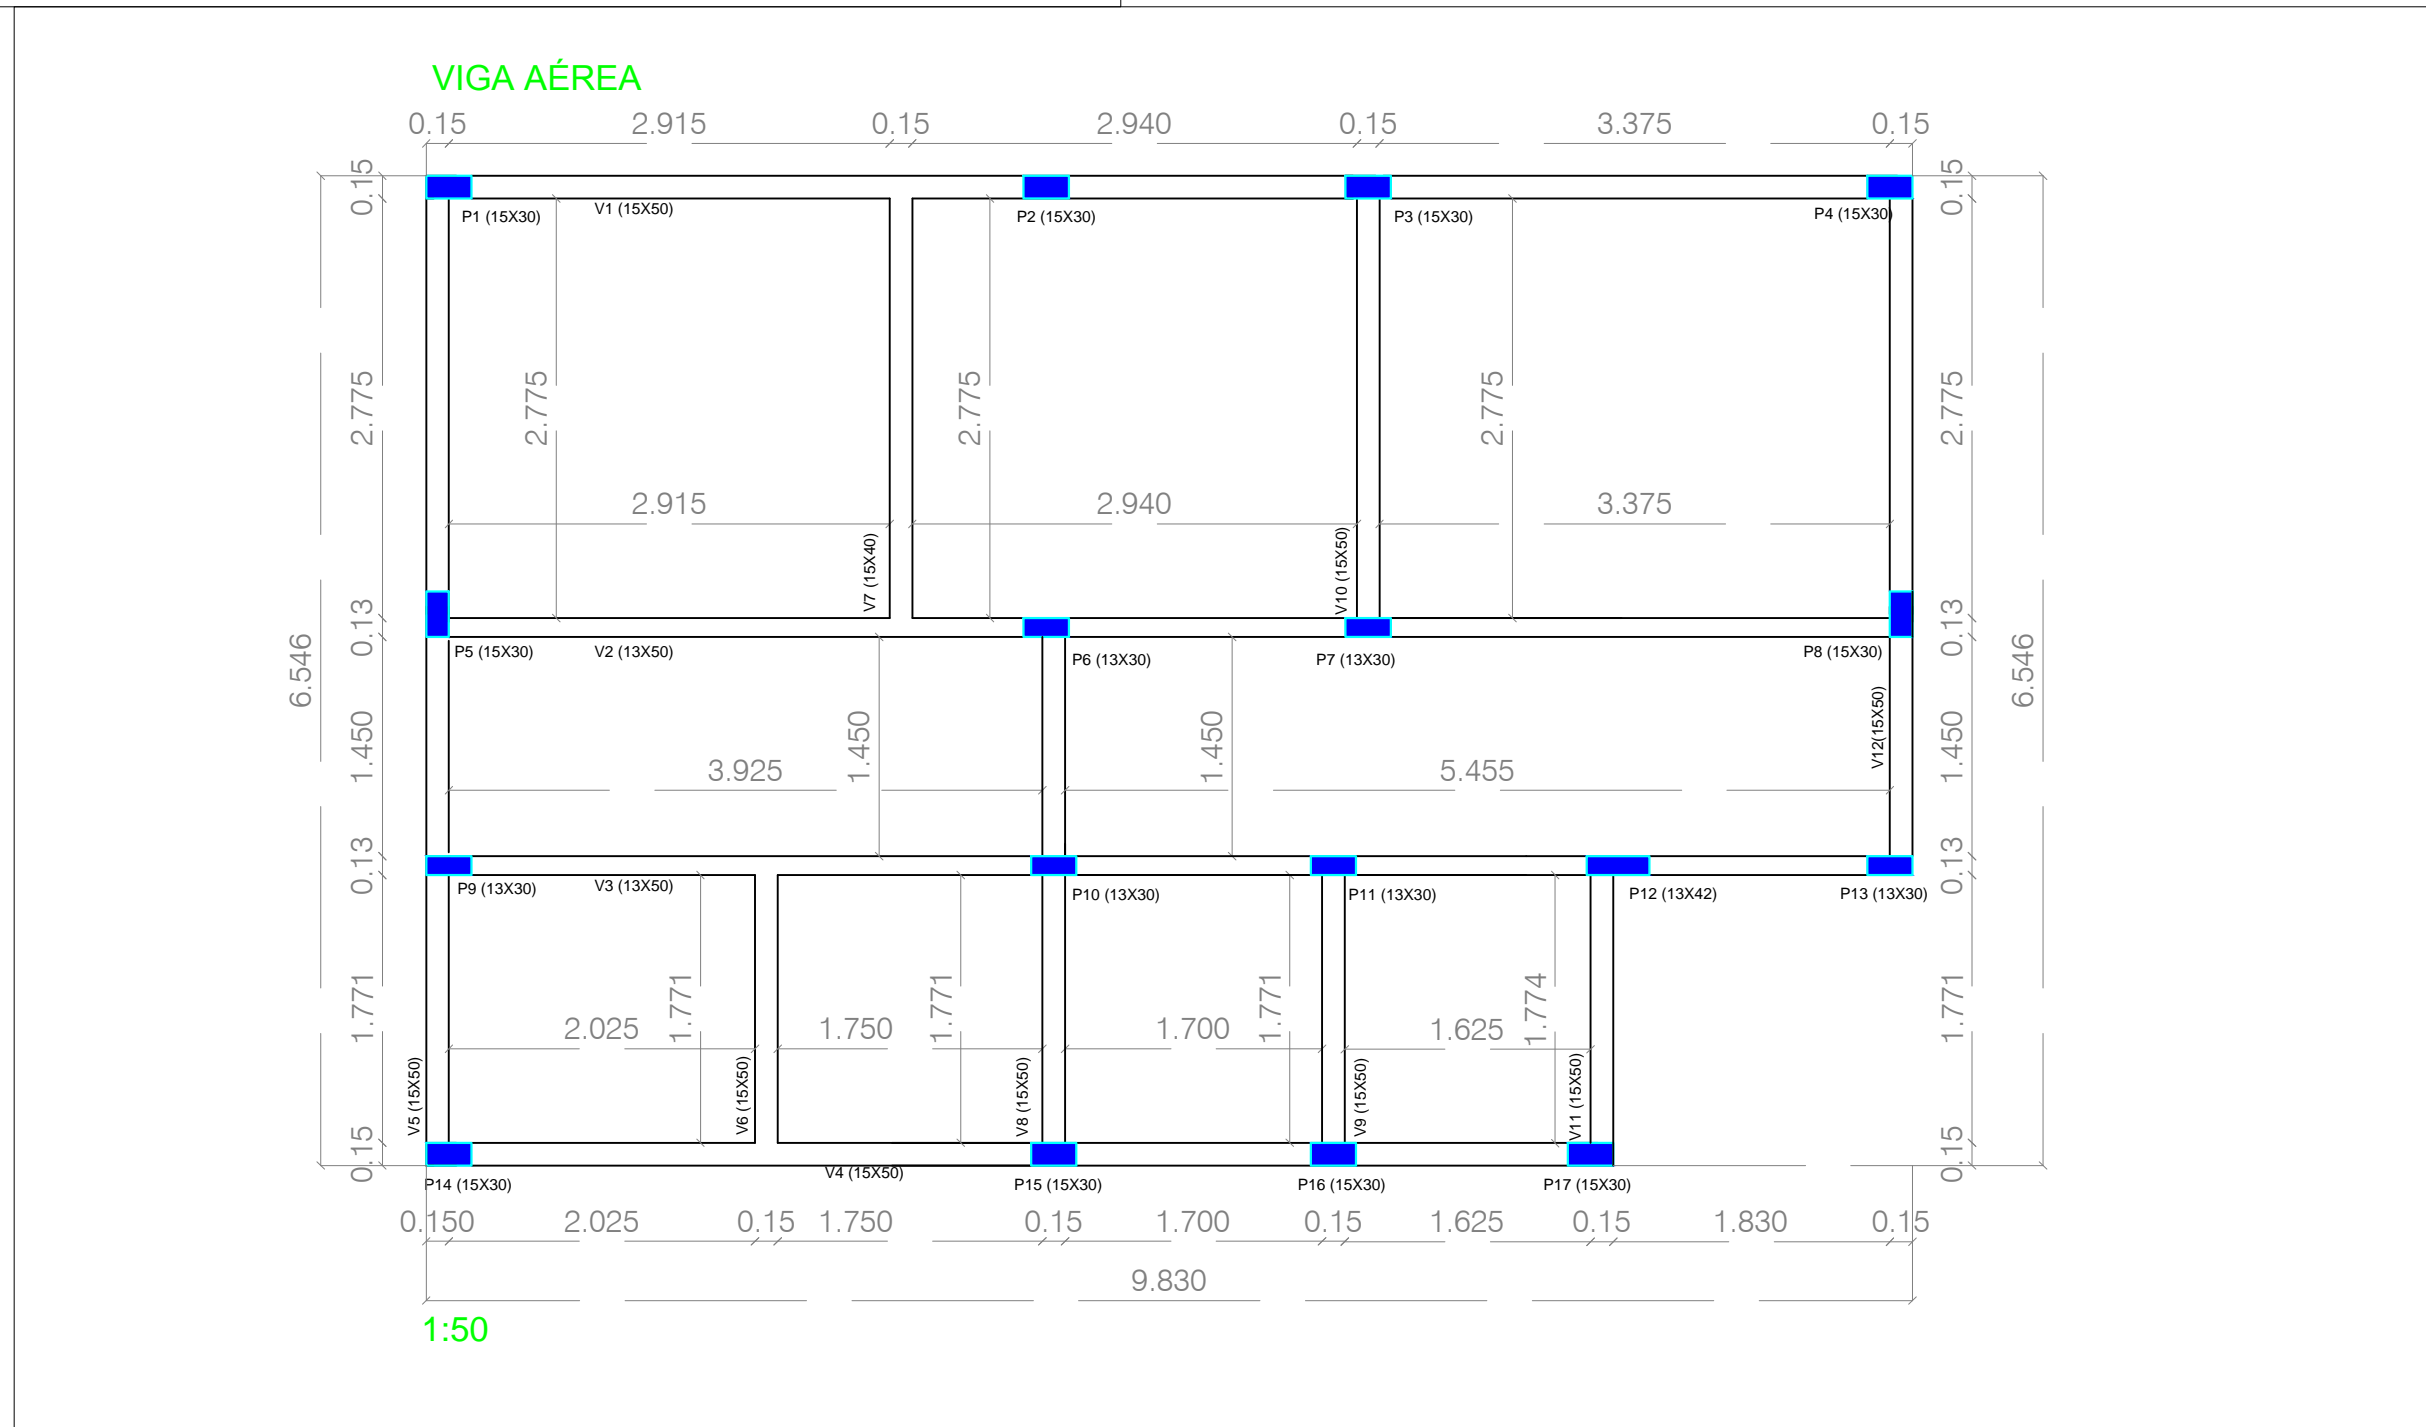 VIGA AÉREA
0.15 2.915 0.15 2.940 0.15 3.375 0.15
0.15 0.15
P1 (15X30) V1 (15X50) P2 (15X30) P3 (15X30) P4 (15X30)
2.775 2.775 2.775 2.775 2.775
2.915 2.940 3.375
V7 (15X40) V10 (15X50)
0.13 0.13
P5 (15X30) V2 (13X50) P6 (13X30) P7 (13X30) P8 (15X30)
6.546 6.546
V12(15X50)
1.450 1.450 1.450 1.450
3.925 5.455
0.13 0.13
P9 (13X30) V3 (13X50) P10 (13X30) P11 (13X30) P12 (13X42) P13 (13X30)
1.771 1.771 1.771 1.771 1.774 1.771
2.025 1.750 1.700 1.625
V5 (15X50) V6 (15X50) V8 (15X50) V9 (15X50) V11 (15X50)
0.15 0.15
V4 (15X50)
P14 (15X30) P15 (15X30) P16 (15X30) P17 (15X30)
0.150 2.025 0.15 1.750 0.15 1.700 0.15 1.625 0.15 1.830 0.15
9.830
1:50